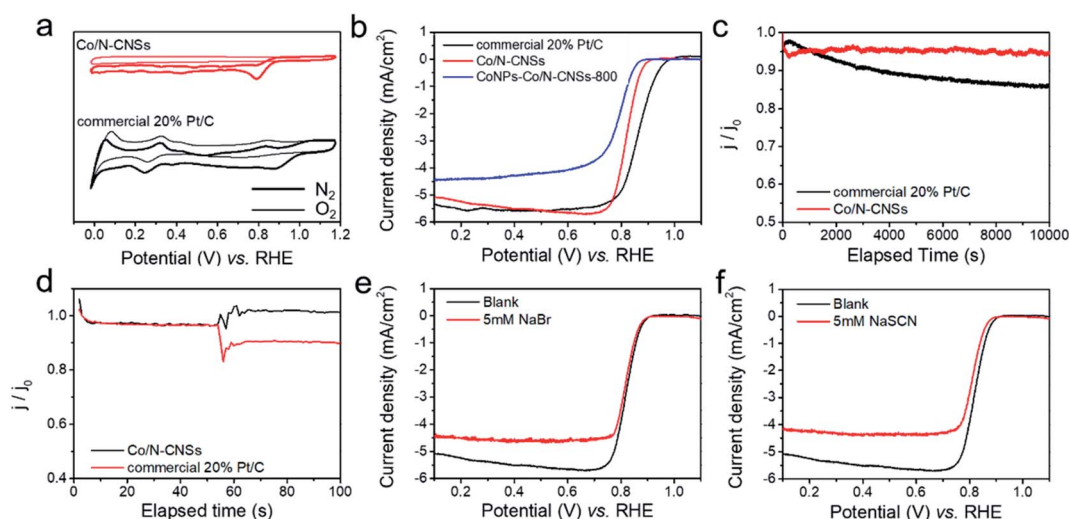 a
Co/N-CNSs
commercial 20% Pt/C
N2
O2
0.0 0.2 0.4 0.6 0.8 1.0 1.2
Potential (V) vs. RHE
b
Current density (mA/cm²)
1
0
-1
-2
-3
-4
-5
-6
commercial 20% Pt/C
Co/N-CNSs
CoNPs-Co/N-CNSs-800
0.2 0.4 0.6 0.8 1.0
Potential (V) vs. RHE
c
j / j0
1.0
0.9
0.8
0.7
0.6
0.5
commercial 20% Pt/C
Co/N-CNSs
0 2000 4000 6000 8000 10000
Elapsed Time (s)
d
j / j0
1.0
0.8
0.6
0.4
Co/N-CNSs
commercial 20% Pt/C
0 20 40 60 80 100
Elapsed time (s)
e
Current density (mA/cm²)
1
0
-1
-2
-3
-4
-5
-6
Blank
5mM NaBr
0.2 0.4 0.6 0.8 1.0
Potential (V) vs. RHE
f
Current density (mA/cm²)
1
0
-1
-2
-3
-4
-5
-6
Blank
5mM NaSCN
0.2 0.4 0.6 0.8 1.0
Potential (V) vs. RHE